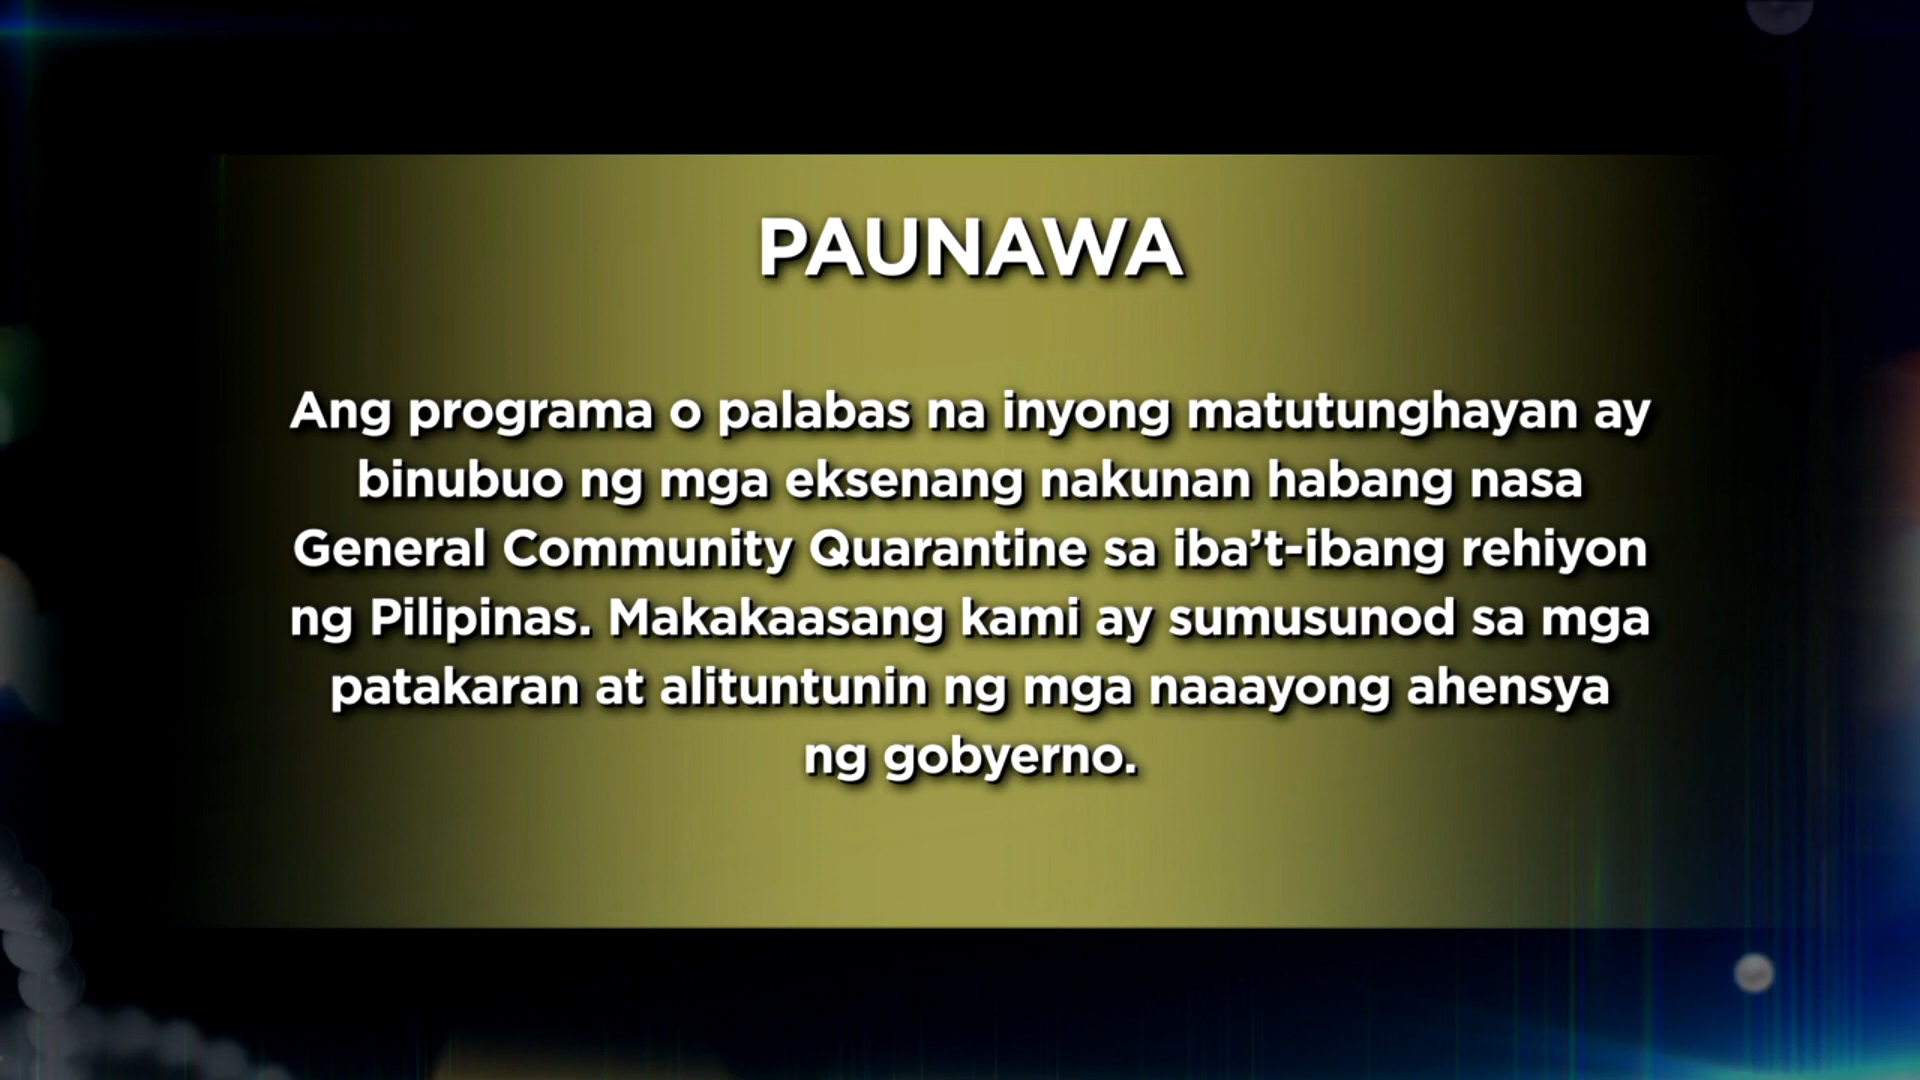 PAUNAWA
Ang programa o palabas na inyong matutunghayan ay
binubuo ng mga eksenang nakunan habang nasa
General Community Quarantine sa iba’t-ibang rehiyon
ng Pilipinas. Makakaasang kami ay sumusunod sa mga
patakaran at alituntunin ng mga naaayong ahensya
ng gobyerno.